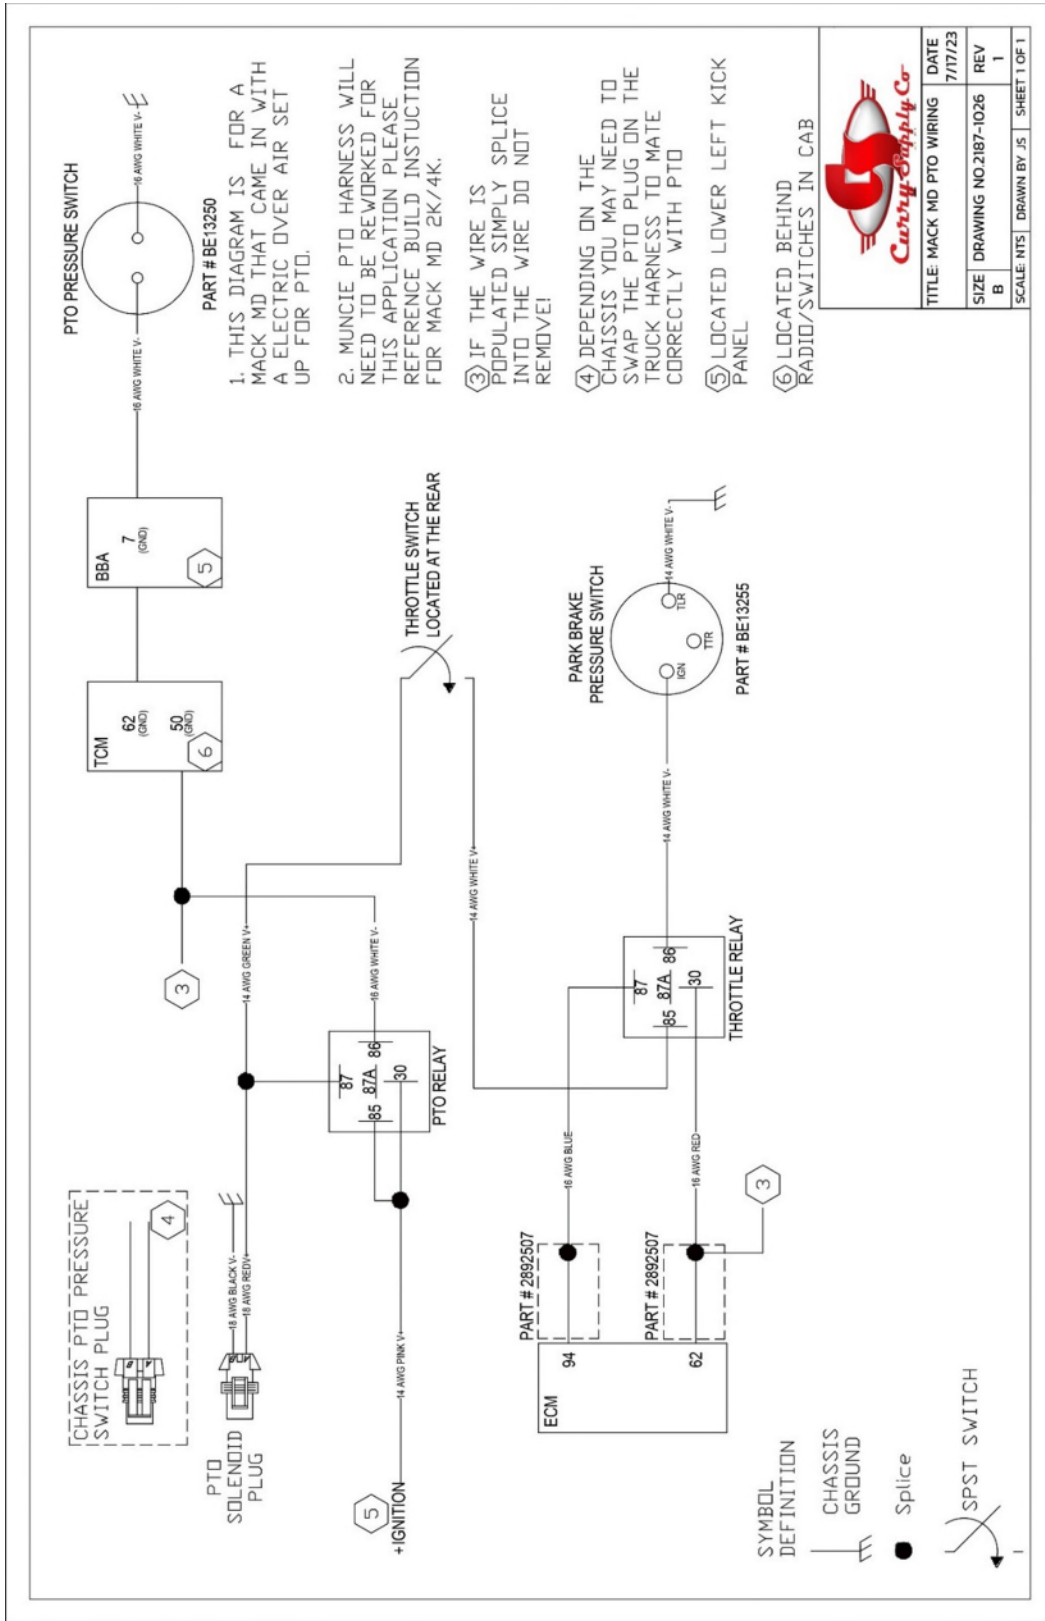 PTO PRESSURE SWITCH
16 AWG WHITE V-
16 AWG WHITE V-
PART # BE13250
BBA
7
(GND)
5
TCM
62
(GND)
50
(GND)
6
3
14 AWG GREEN V+
16 AWG WHITE V-
CHASSIS PTO PRESSURE
SWITCH PLUG
4
B
A
PTO
SOLENOID
PLUG
18 AWG BLACK V-
18 AWG REDV+
87
87A
86
85
30
PTO RELAY
5
+IGNITION
14 AWG PINK V+
THROTTLE SWITCH
LOCATED AT THE REAR
14 AWG WHITE V+
PARK BRAKE
PRESSURE SWITCH
IGN
TTR
TLR
14 AWG WHITE V-
14 AWG WHITE V-
PART # BE13255
87
87A
86
85
30
THROTTLE RELAY
16 AWG BLUE
16 AWG RED
PART # 2892507
PART # 2892507
3
ECM
94
62
SYMBOL
DEFINITION
CHASSIS
GROUND
Splice
SPST SWITCH
1. THIS DIAGRAM IS FOR A
MACK MD THAT CAME IN WITH
A ELECTRIC OVER AIR SET
UP FOR PTO.
2. MUNCIE PTO HARNESS WILL
NEED TO BE REWORKED FOR
THIS APPLICATION PLEASE
REFERENCE BUILD INSTUCTION
FOR MACK MD 2K/4K.
3 IF THE WIRE IS
POPULATED SIMPLY SPLICE
INTO THE WIRE DO NOT
REMOVE!
4 DEPENDING ON THE
CHAISSIS YOU MAY NEED TO
SWAP THE PTO PLUG ON THE
TRUCK HARNESS TO MATE
CORRECTLY WITH PTO
5 LOCATED LOWER LEFT KICK
PANEL
6 LOCATED BEHIND
RADIO/SWITCHES IN CAB
CS
Curry Supply Co
TITLE: MACK MD PTO WIRING
DATE
7/17/23
SIZE
B
DRAWING NO.2187-1026
REV
1
SCALE: NTS
DRAWN BY JS
SHEET 1 OF 1